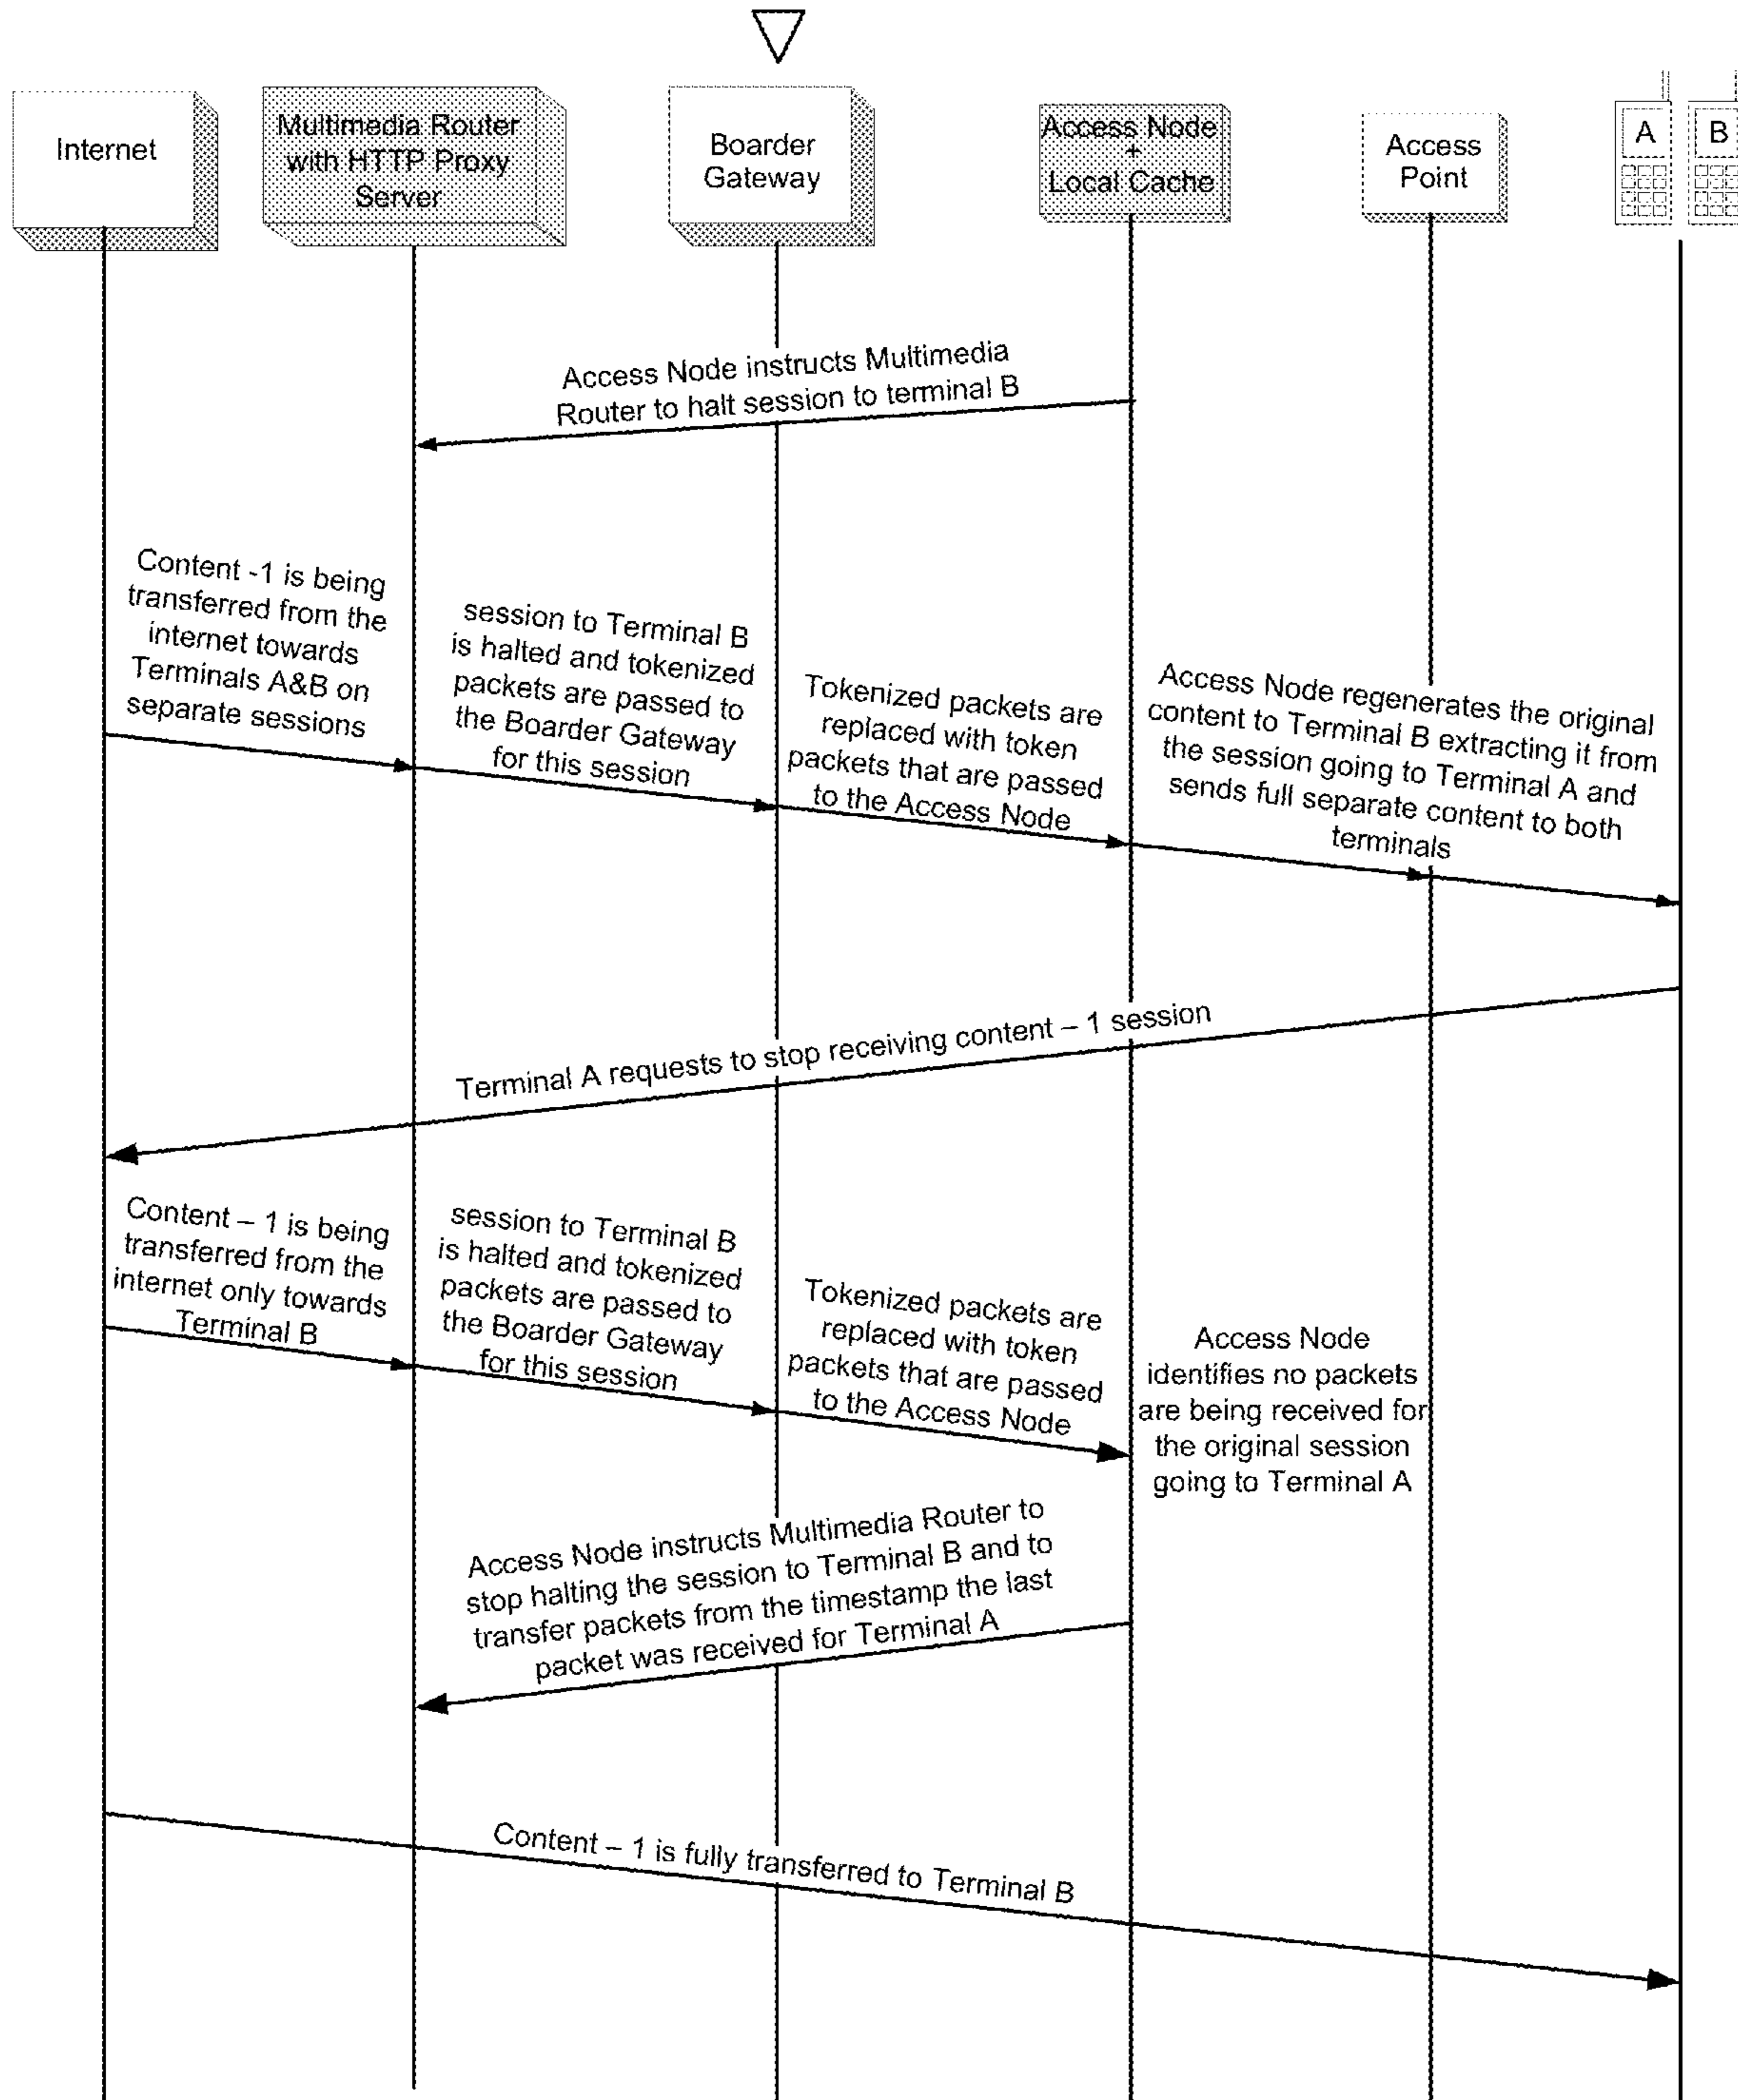 Internet
Multimedia Router
with HTTP Proxy
Server
Boarder
Gateway
Access Node
+
Local Cache
Access
Point
A
B
Access Node instructs Multimedia
Router to halt session to terminal B
Content -1 is being
transferred from the
internet towards
Terminals A&B on
separate sessions
session to Terminal B
is halted and tokenized
packets are passed to
the Boarder Gateway
for this session
Tokenized packets are
replaced with token
packets that are passed
to the Access Node
Access Node regenerates the original
content to Terminal B extracting it from
the session going to Terminal A and
sends full separate content to both
terminals
Terminal A requests to stop receiving content – 1 session
Content – 1 is being
transferred from the
internet only towards
Terminal B
session to Terminal B
is halted and tokenized
packets are passed to
the Boarder Gateway
for this session
Tokenized packets are
replaced with token
packets that are passed
to the Access Node
Access Node
identifies no packets
are being received for
the original session
going to Terminal A
Access Node instructs Multimedia Router to
stop halting the session to Terminal B and to
transfer packets from the timestamp the last
packet was received for Terminal A
Content – 1 is fully transferred to Terminal B